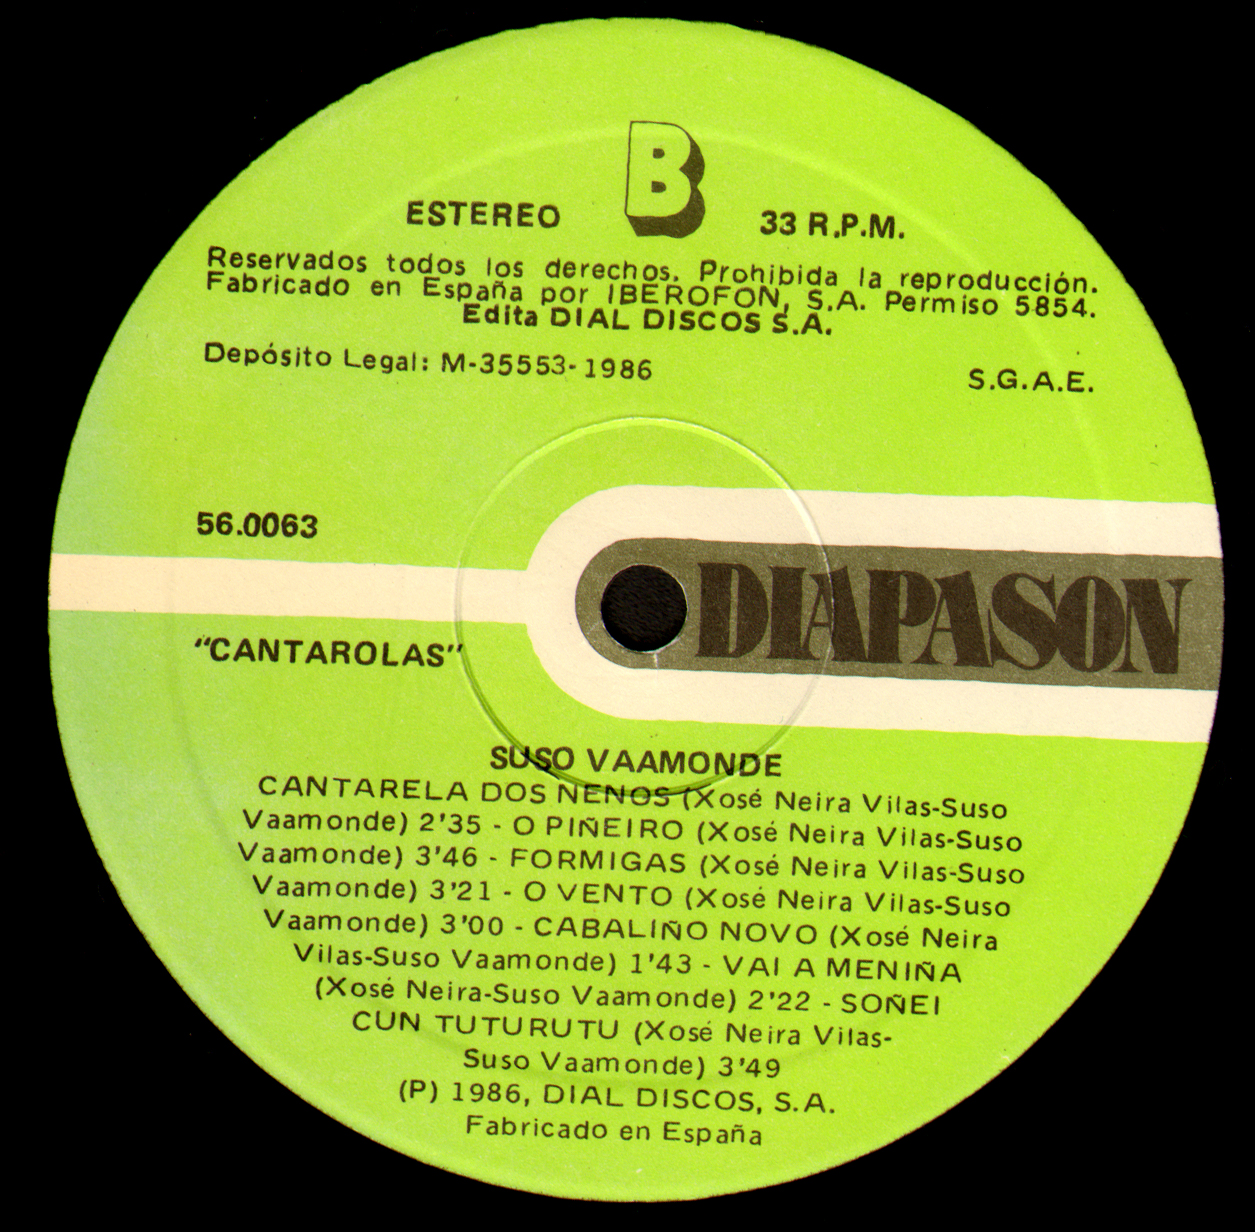 B
ESTEREO 33 R.P.M.
Reservados todos los derechos. Prohibida la reproducción.
Fabricado en España por IBEROFON, S.A. Permiso 5854.
Edita DIAL DISCOS S.A.
Depósito Legal: M-35553-1986
S.G.A.E.
56.0063
DIAPASON
"CANTAROLAS"
SUSO VAAMONDE
CANTARELA DOS NENOS (Xosé Neira Vilas-Suso
Vaamonde) 2'35 - O PIÑEIRO (Xosé Neira Vilas-Suso
Vaamonde) 3'46 - FORMIGAS (Xosé Neira Vilas-Suso
Vaamonde) 3'21 - O VENTO (Xosé Neira Vilas-Suso
Vaamonde) 3'00 - CABALIÑO NOVO (Xosé Neira
Vilas-Suso Vaamonde) 1'43 - VAI A MENIÑA
(Xosé Neira-Suso Vaamonde) 2'22 - SOÑEI
CUN TUTURUTU (Xosé Neira Vilas-
Suso Vaamonde) 3'49
(P) 1986, DIAL DISCOS, S.A.
Fabricado en España